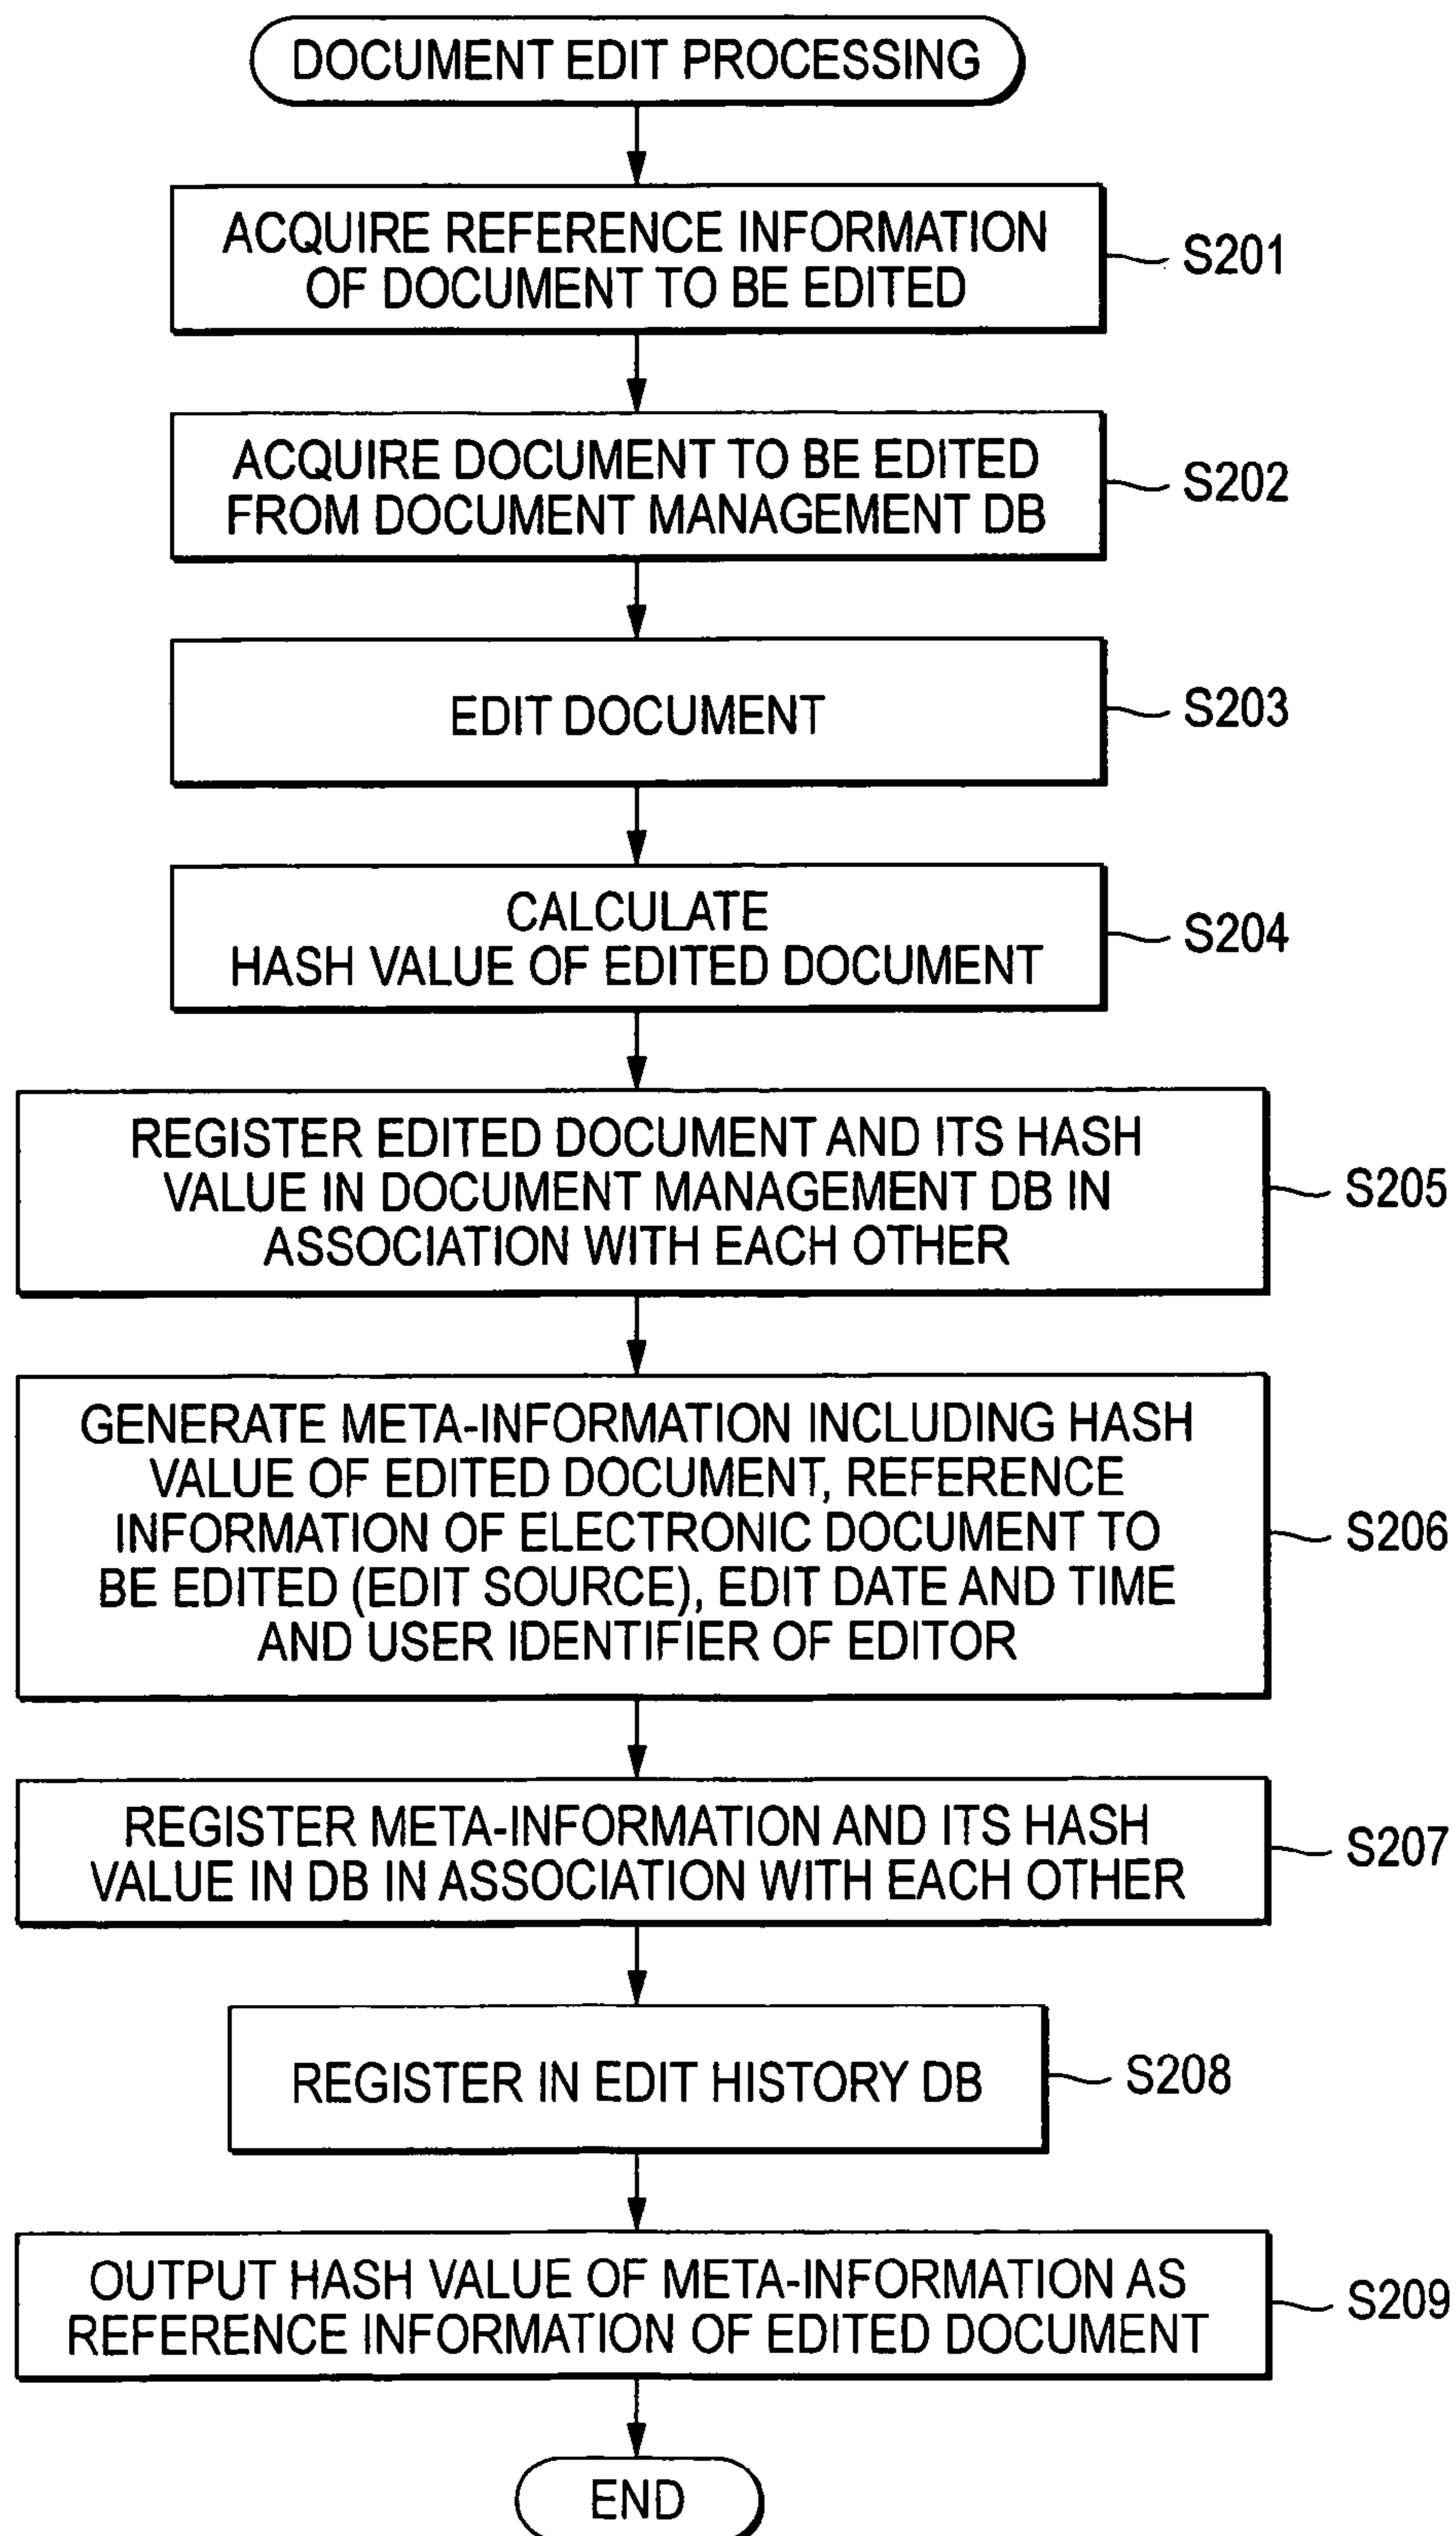 DOCUMENT EDIT PROCESSING
ACQUIRE REFERENCE INFORMATION
OF DOCUMENT TO BE EDITED
S201
ACQUIRE DOCUMENT TO BE EDITED
FROM DOCUMENT MANAGEMENT DB
S202
EDIT DOCUMENT
S203
CALCULATE
HASH VALUE OF EDITED DOCUMENT
S204
REGISTER EDITED DOCUMENT AND ITS HASH
VALUE IN DOCUMENT MANAGEMENT DB IN
ASSOCIATION WITH EACH OTHER
S205
GENERATE META-INFORMATION INCLUDING HASH
VALUE OF EDITED DOCUMENT, REFERENCE
INFORMATION OF ELECTRONIC DOCUMENT TO
BE EDITED (EDIT SOURCE), EDIT DATE AND TIME
AND USER IDENTIFIER OF EDITOR
S206
REGISTER META-INFORMATION AND ITS HASH
VALUE IN DB IN ASSOCIATION WITH EACH OTHER
S207
REGISTER IN EDIT HISTORY DB
S208
OUTPUT HASH VALUE OF META-INFORMATION AS
REFERENCE INFORMATION OF EDITED DOCUMENT
S209
END